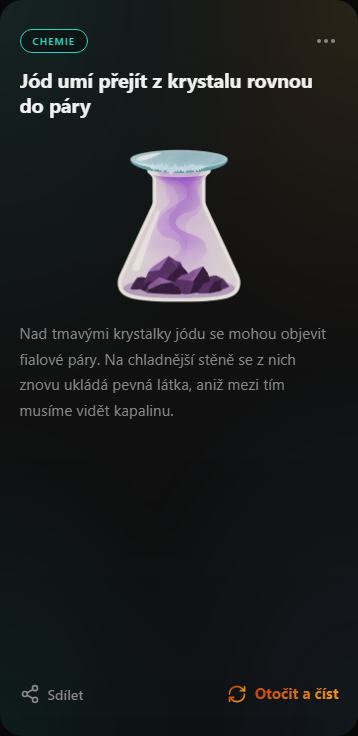 CHEMIE
Jód umí přejít z krystalu rovnou
do páry
Nad tmavými krystalky jódu se mohou objevit
fialové páry. Na chladnější stěně se z nich
znovu ukládá pevná látka, aniž mezi tím
musíme vidět kapalinu.
Sdílet
Otočit a číst